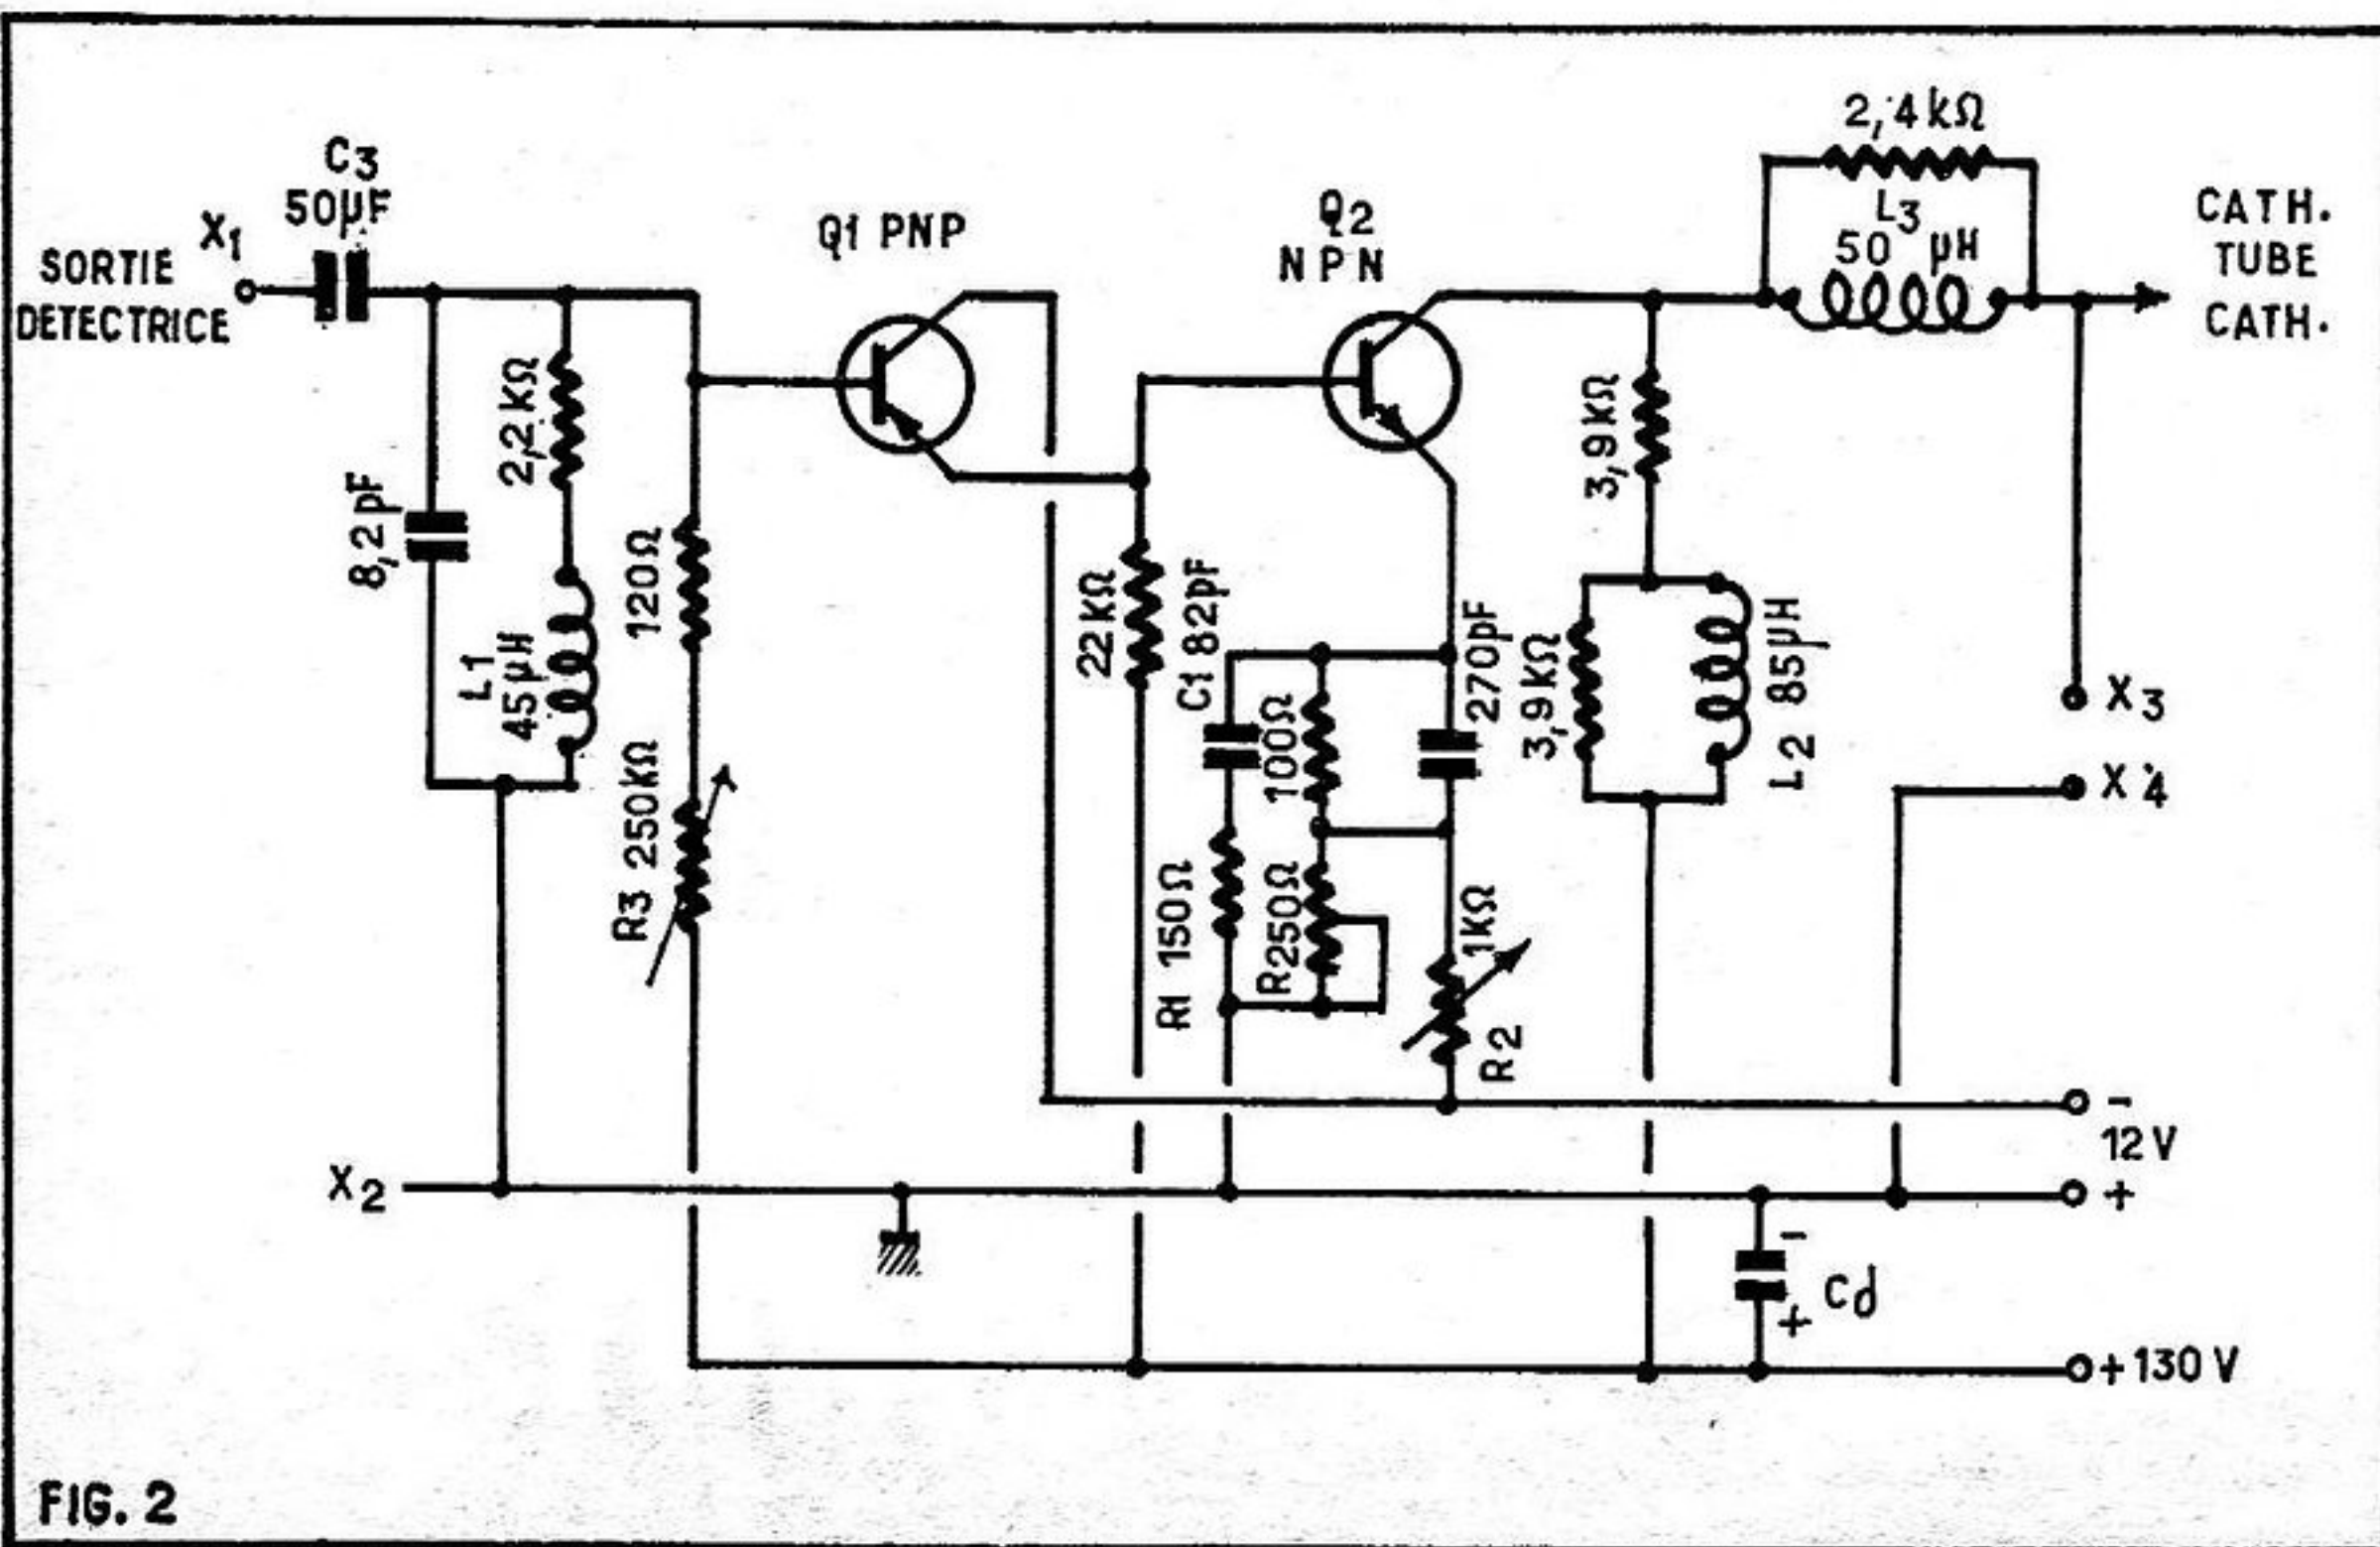 C3
50µF
X1
SORTIE
DETECTRICE
8,2pF
2,2kΩ
L1
45µH
120Ω
R3 250kΩ
Q1 PNP
22kΩ
Q2
NPN
C1 82pF
100Ω
270pF
R1 150Ω
R250Ω
1kΩ
R2
3,9kΩ
3,9kΩ
L2 85µH
2,4kΩ
L3
50 µH
CATH.
TUBE
CATH.
X3
X4
-
12V
+
X2
-
+
Cd
+130V
FIG. 2